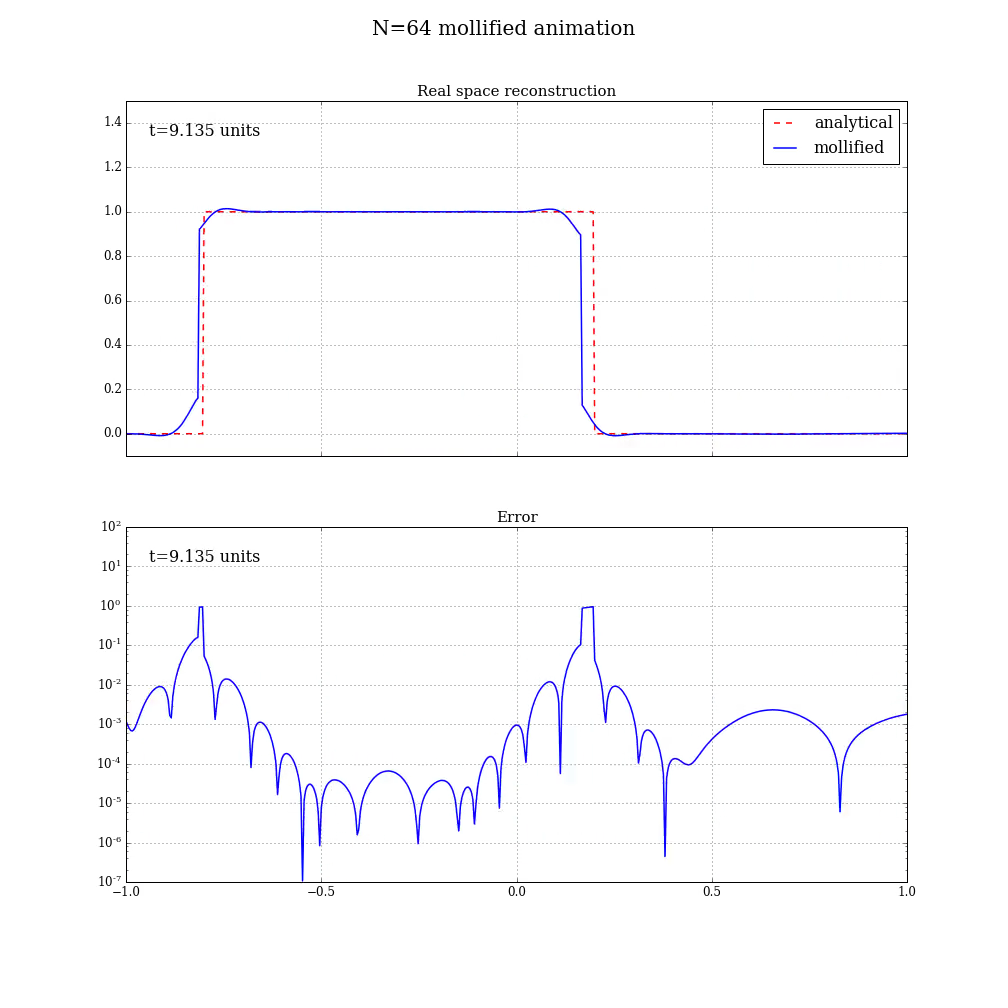 N=64 mollified animation
Real space reconstruction
t=9.135 units
analytical
mollified
1.4
1.2
1.0
0.8
0.6
0.4
0.2
0.0
Error
t=9.135 units
10²
10¹
10⁰
10⁻¹
10⁻²
10⁻³
10⁻⁴
10⁻⁵
10⁻⁶
10⁻⁷
−1.0 −0.5 0.0 0.5 1.0